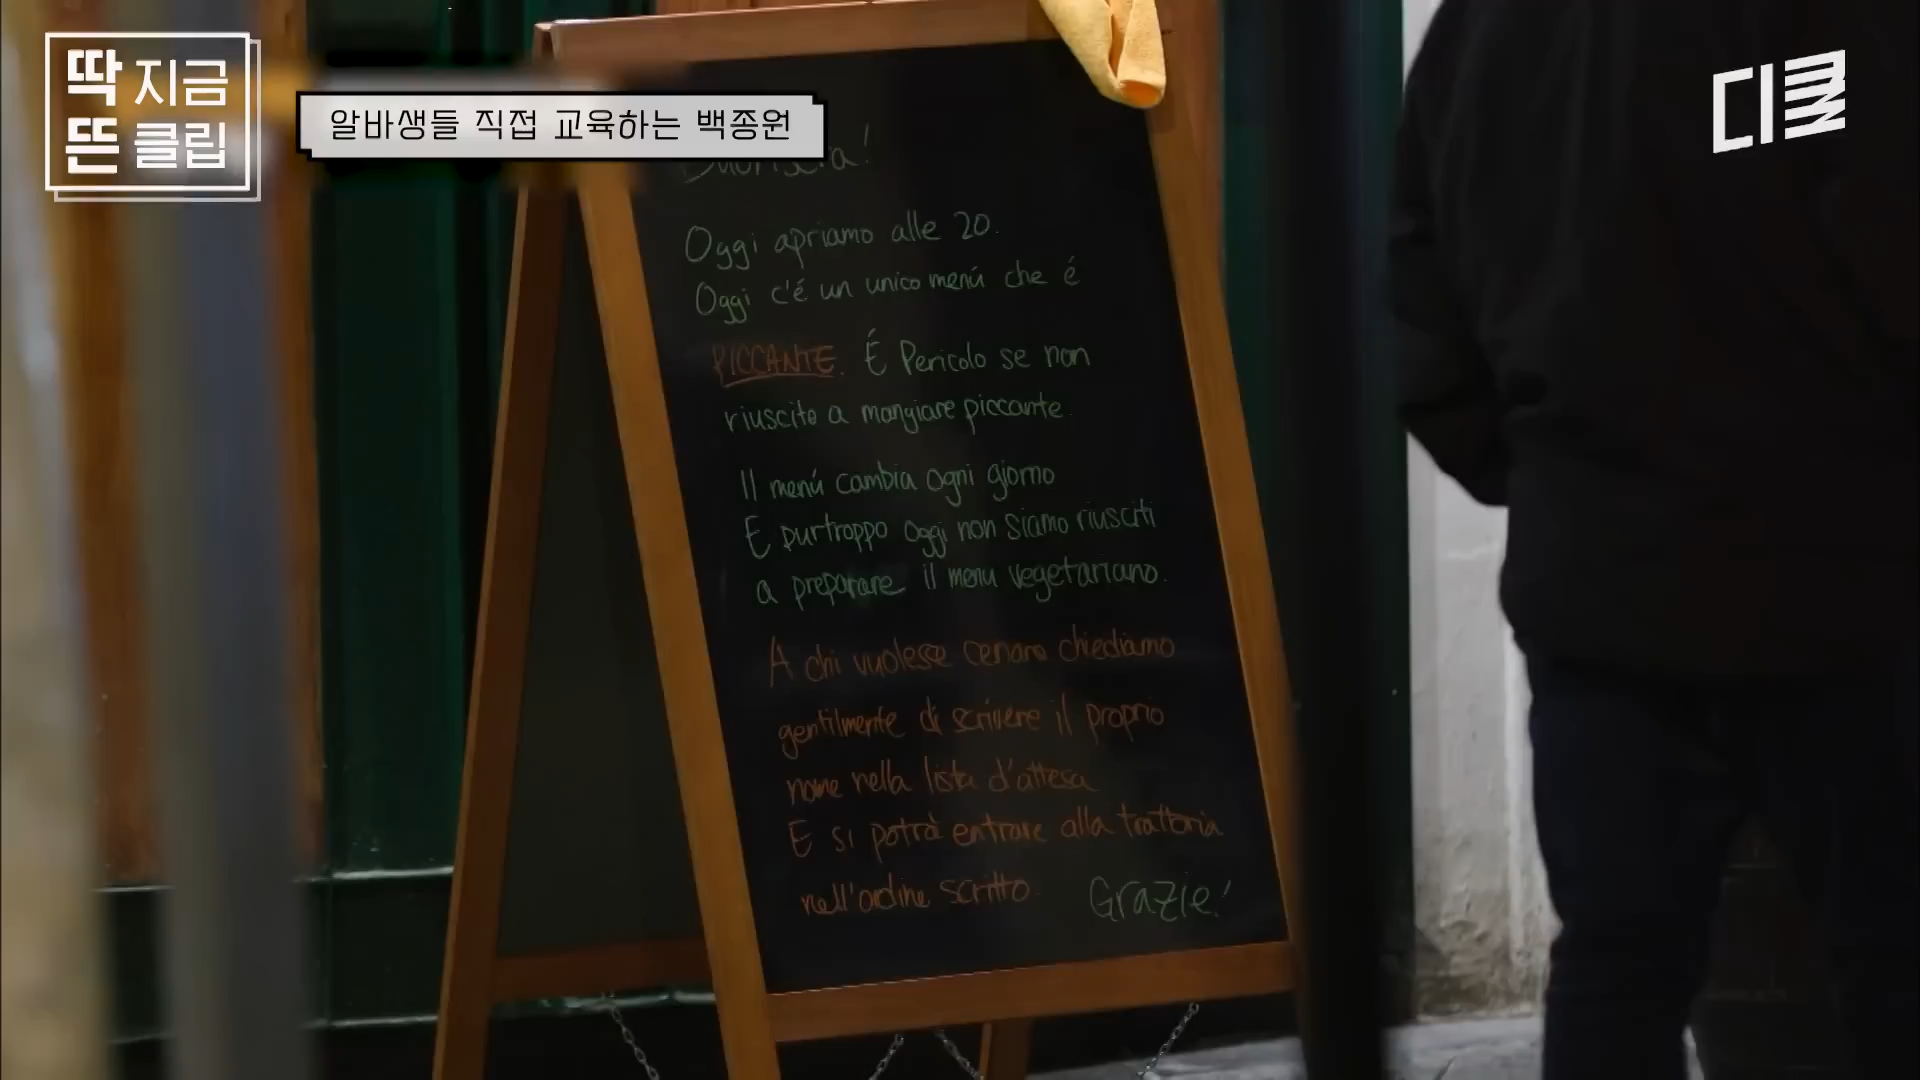 딱 지금
뜬 클립
알바생들 직접 교육하는 백종원
디클
Oggi apriamo alle 20.
Oggi c'é un unico menú che é
PICCANTE. É Pericolo se non
riuscito a mangiare piccante.
Il menú cambia ogni giorno
E purtroppo oggi non siamo riusciti
a preparare il menu vegetariano.
A chi vuolesse cenare chiediamo
gentilmente di scrivere il proprio
nome nella lista d'attesa
E si potrà entrare alla trattoria
nell'ordine scritto. Grazie!